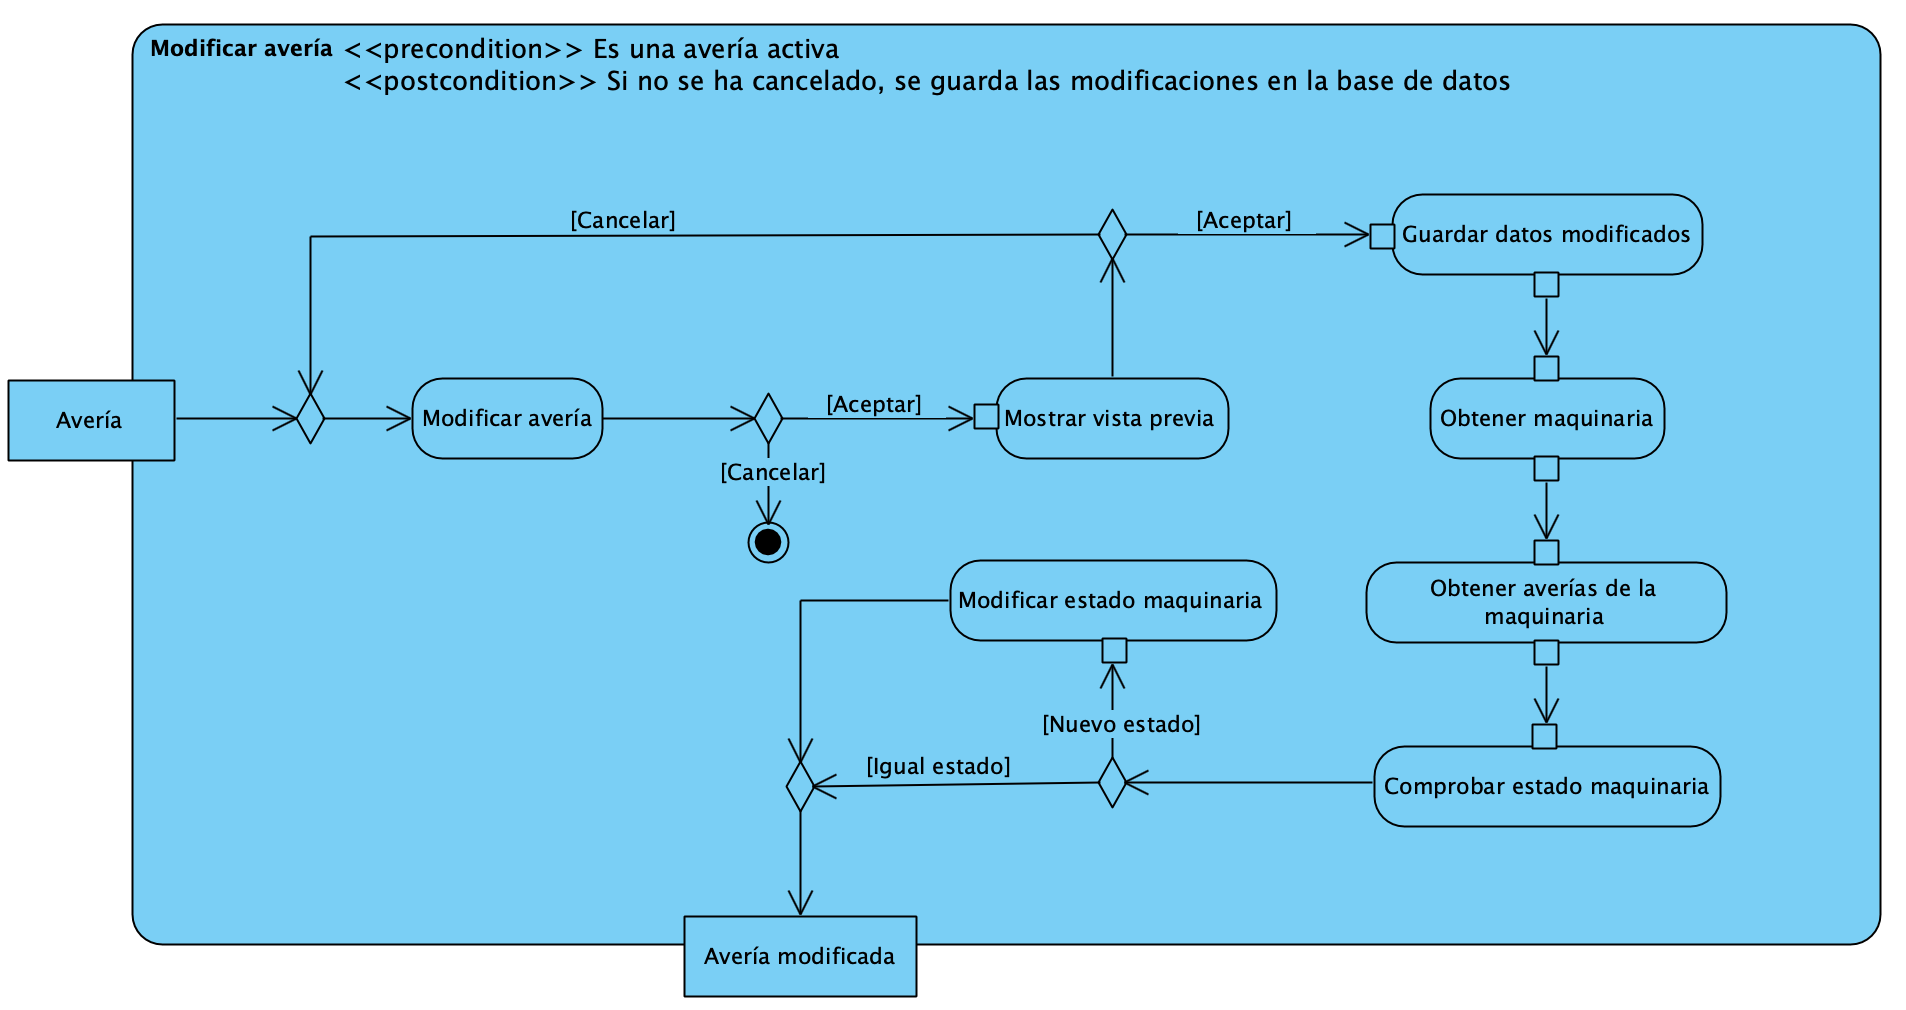 Modificar avería <<precondition>> Es una avería activa
<<postcondition>> Si no se ha cancelado, se guarda las modificaciones en la base de datos
[Cancelar]
[Aceptar]
Guardar datos modificados
Avería
Modificar avería
[Aceptar]
Mostrar vista previa
Obtener maquinaria
[Cancelar]
Modificar estado maquinaria
Obtener averías de la
maquinaria
[Nuevo estado]
[Igual estado]
Comprobar estado maquinaria
Avería modificada